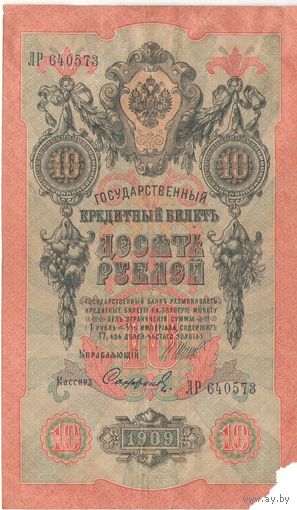 ЛР 640573
10 10
ГОСУДАРСТВЕННЫЙ
КРЕДИТНЫЙ БИЛЕТЪ
ДЕСЯТЬ
РУБЛЕЙ
ГОСУДАРСТВЕННЫЙ БАНКЪ РАЗМѢНИВАЕТЪ
КРЕДИТНЫЕ БИЛЕТЫ НА ЗОЛОТУЮ МОНЕТУ
БЕЗЪ ОГРАНИЧЕНІЯ СУММЫ
(1 РУБЛЬ = 1/15 ИМПЕРІАЛА, СОДЕРЖИТЪ
17,424 ДОЛЕЙ ЧИСТАГО ЗОЛОТА)
УПРАВЛЯЮЩІЙ
КАССИРЪ
ЛР 640573
10 1909 10
www.ay.by